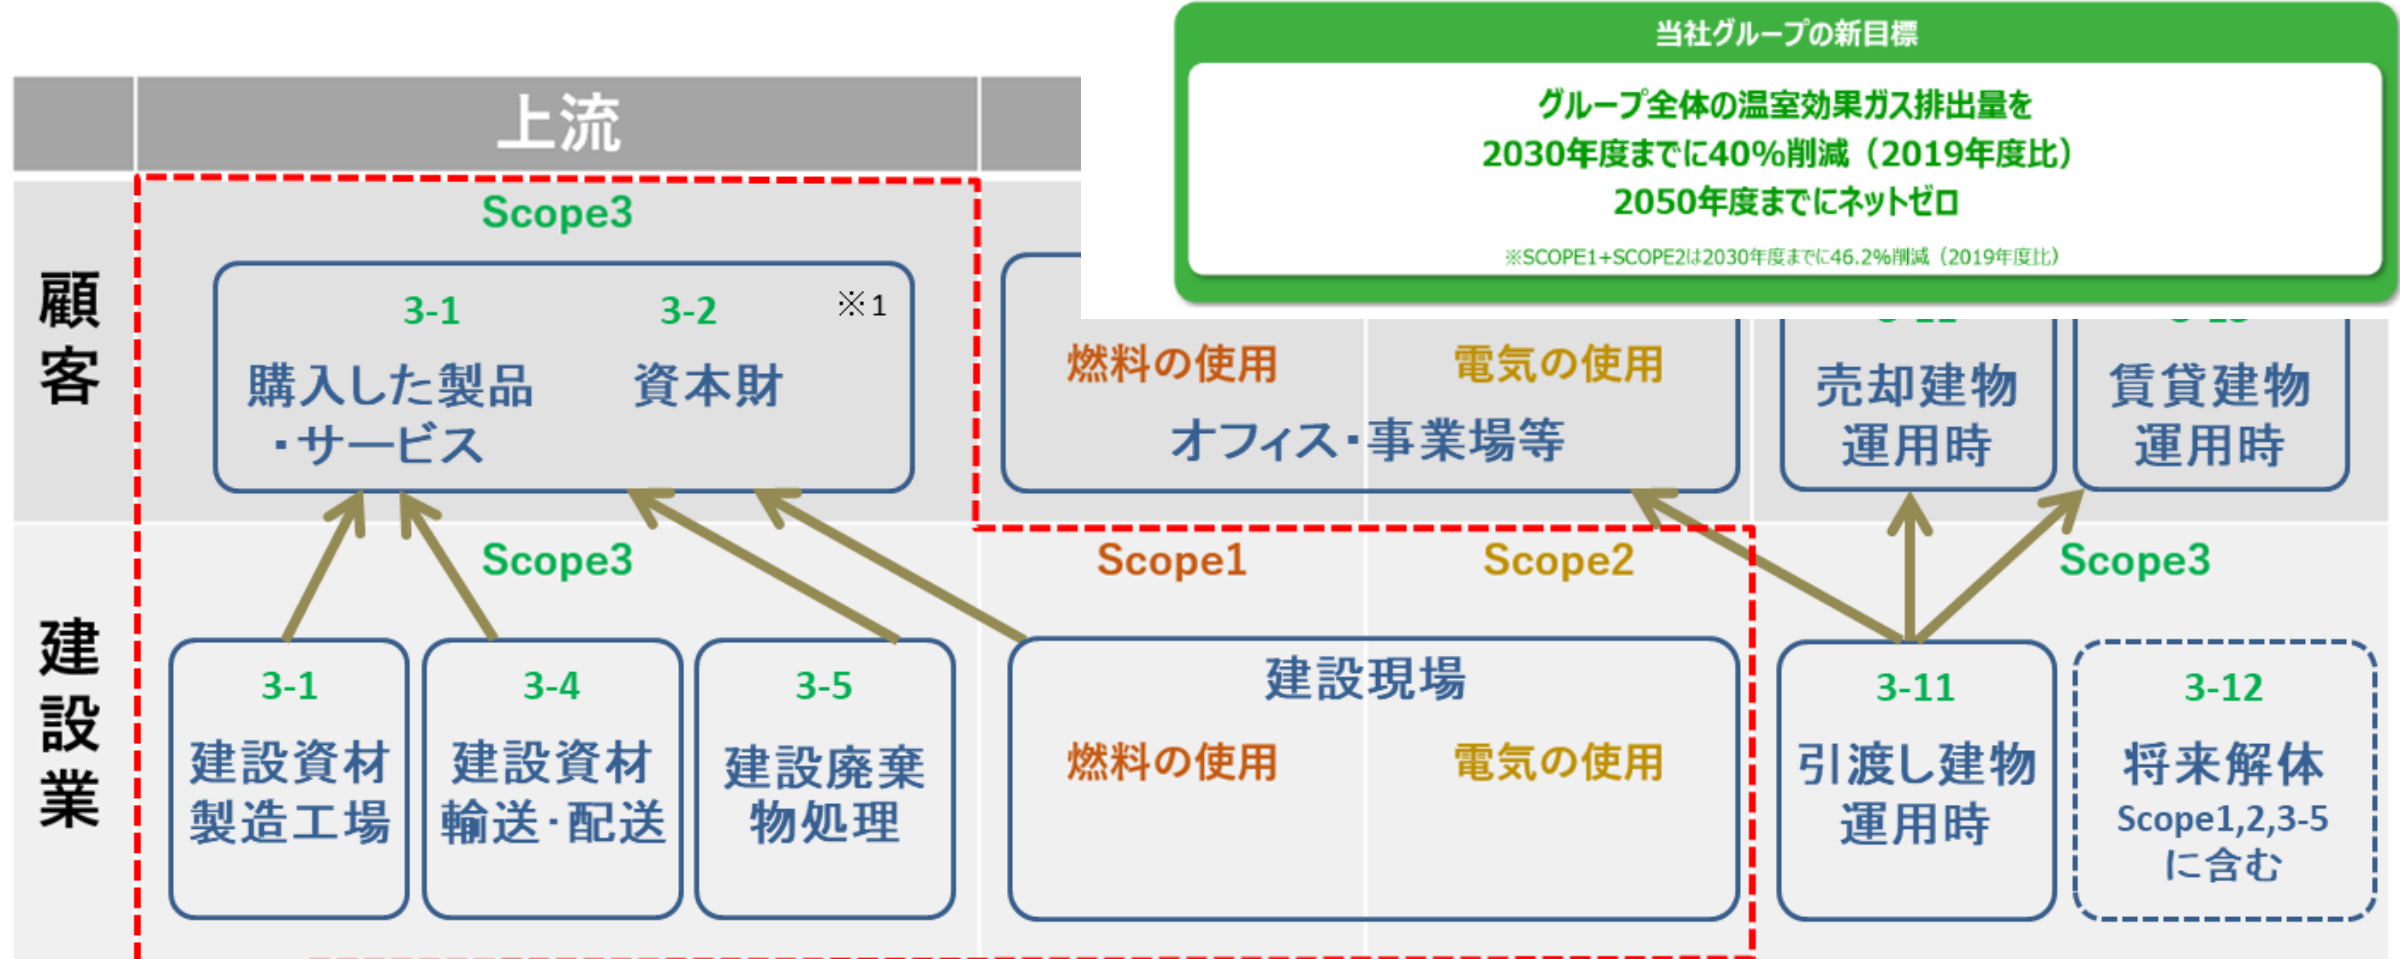 当社グループの新目標
グループ全体の温室効果ガス排出量を
2030年度までに40%削減（2019年度比）
2050年度までにネットゼロ
※SCOPE1+SCOPE2は2030年度までに46.2%削減（2019年度比）
上流
顧客
Scope3
3-1
3-2
※1
購入した製品
・サービス
資本財
燃料の使用
電気の使用
オフィス・事業場等
売却建物
運用時
賃貸建物
運用時
建設業
Scope3
Scope1
Scope2
Scope3
3-1
建設資材
製造工場
3-4
建設資材
輸送・配送
3-5
建設廃棄
物処理
建設現場
燃料の使用
電気の使用
3-11
引渡し建物
運用時
3-12
将来解体
Scope1,2,3-5
に含む